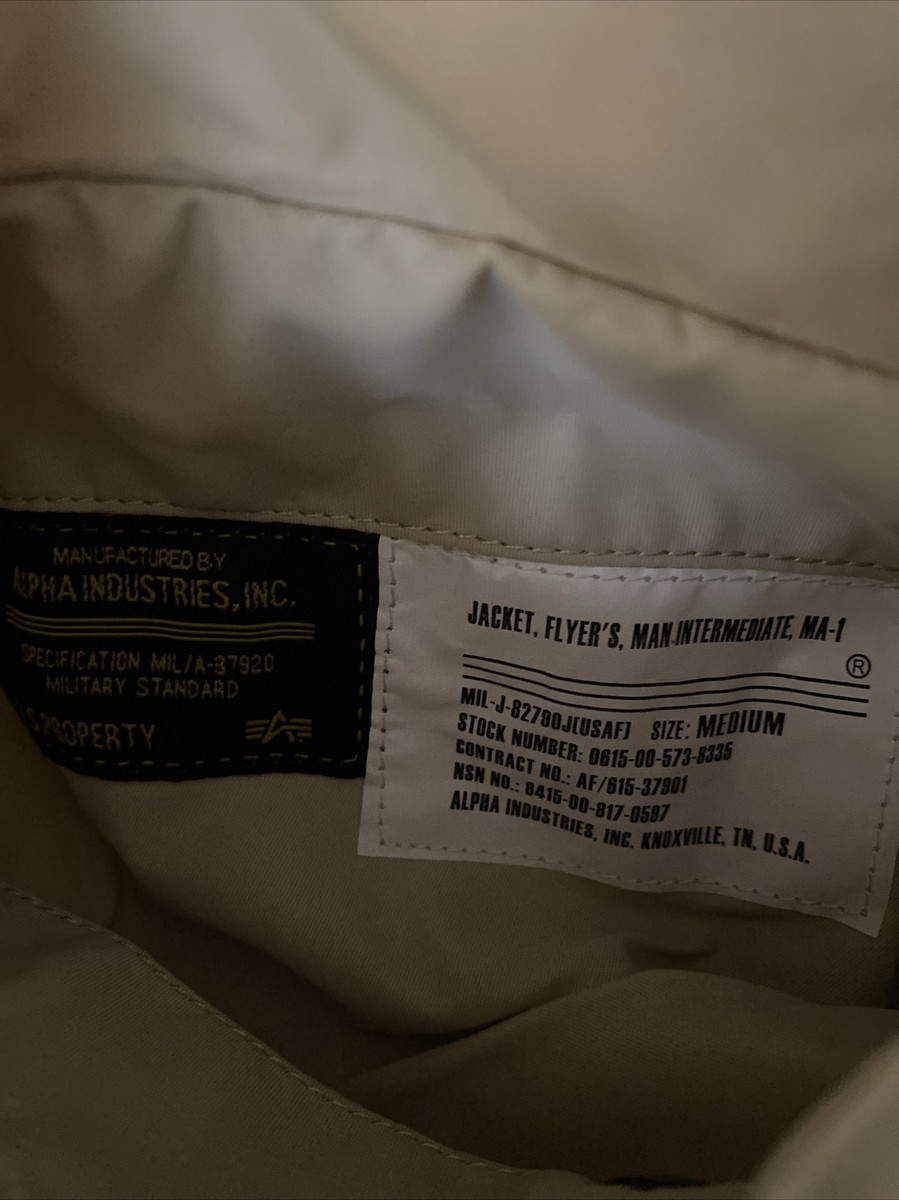 MANUFACTURED BY
ALPHA INDUSTRIES, INC.
SPECIFICATION MIL/A-37920
MILITARY STANDARD
PROPERTY
JACKET, FLYER'S, MAN-INTERMEDIATE, MA-1
®
MIL-J-82790J(USAF) SIZE: MEDIUM
STOCK NUMBER: 0615-00-573-8335
CONTRACT NO.: AF/615-37901
NSN NO.: 8415-00-817-0597
ALPHA INDUSTRIES, INC. KNOXVILLE, TN, U.S.A.